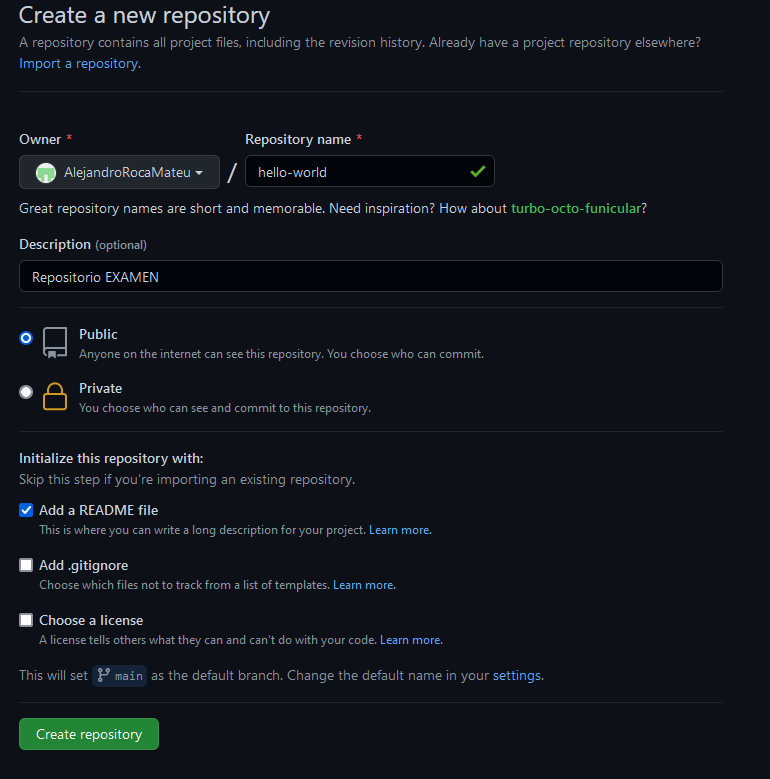 Create a new repository
A repository contains all project files, including the revision history. Already have a project repository elsewhere?
Import a repository.
Owner * Repository name *
AlejandroRocaMateu / hello-world
Great repository names are short and memorable. Need inspiration? How about turbo-octo-funicular?
Description (optional)
Repositorio EXAMEN
Public
Anyone on the internet can see this repository. You choose who can commit.
Private
You choose who can see and commit to this repository.
Initialize this repository with:
Skip this step if you're importing an existing repository.
Add a README file
This is where you can write a long description for your project. Learn more.
Add .gitignore
Choose which files not to track from a list of templates. Learn more.
Choose a license
A license tells others what they can and can't do with your code. Learn more.
This will set main as the default branch. Change the default name in your settings.
Create repository